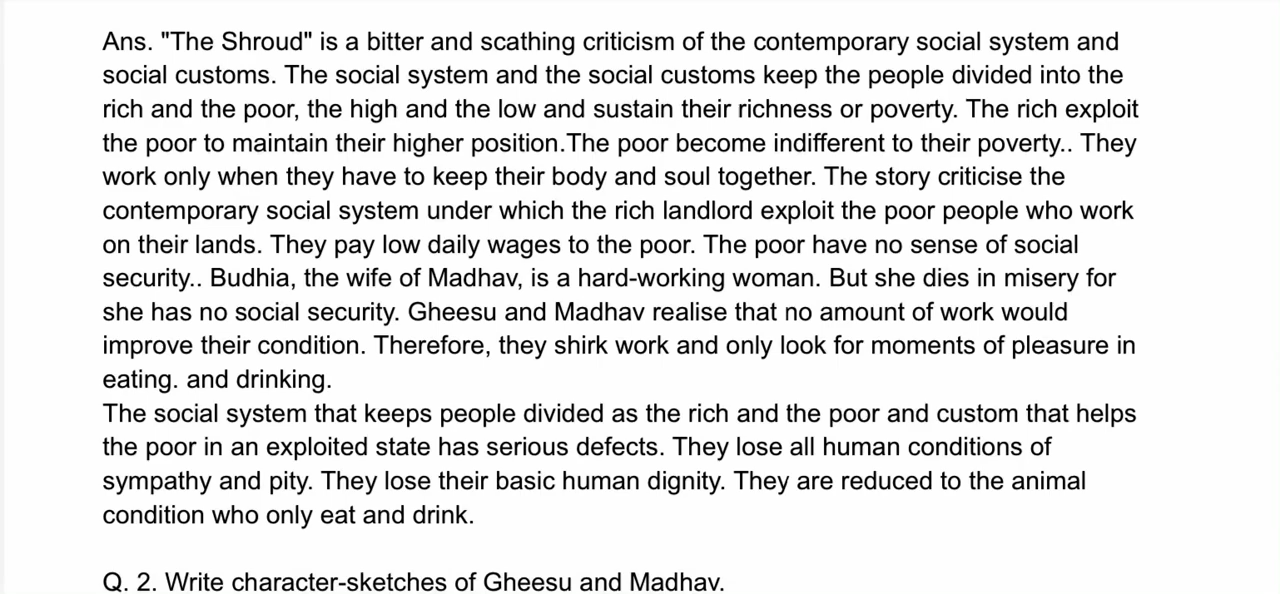 Ans. "The Shroud" is a bitter and scathing criticism of the contemporary social system and
social customs. The social system and the social customs keep the people divided into the
rich and the poor, the high and the low and sustain their richness or poverty. The rich exploit
the poor to maintain their higher position.The poor become indifferent to their poverty.. They
work only when they have to keep their body and soul together. The story criticise the
contemporary social system under which the rich landlord exploit the poor people who work
on their lands. They pay low daily wages to the poor. The poor have no sense of social
security.. Budhia, the wife of Madhav, is a hard-working woman. But she dies in misery for
she has no social security. Gheesu and Madhav realise that no amount of work would
improve their condition. Therefore, they shirk work and only look for moments of pleasure in
eating. and drinking.
The social system that keeps people divided as the rich and the poor and custom that helps
the poor in an exploited state has serious defects. They lose all human conditions of
sympathy and pity. They lose their basic human dignity. They are reduced to the animal
condition who only eat and drink.
Q. 2. Write character-sketches of Gheesu and Madhav.